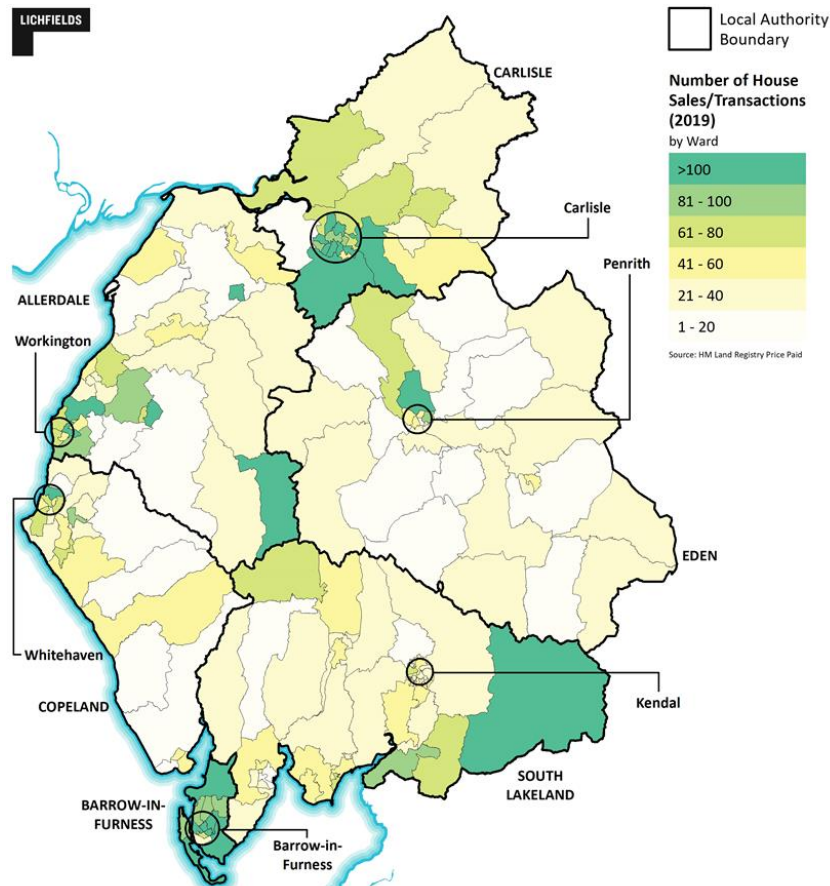 LICHFIELDS
Local Authority
Boundary
Number of House
Sales/Transactions
(2019)
by Ward
>100
81 - 100
61 - 80
41 - 60
21 - 40
1 - 20
Source: HM Land Registry Price Paid
CARLISLE
Carlisle
Penrith
ALLERDALE
Workington
EDEN
Whitehaven
Kendal
COPELAND
SOUTH
LAKELAND
BARROW-IN-
FURNESS
Barrow-in-
Furness